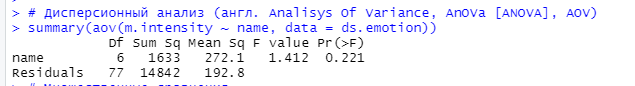 >
> # Дисперсионный анализ (англ. Analisys Of Variance, AnOVa [ANOVA], AOV)
> summary(aov(m.intensity ~ name, data = ds.emotion))
Df Sum Sq Mean Sq F value Pr(>F)
name 6 1633 272.1 1.412 0.221
Residuals 77 14842 192.8